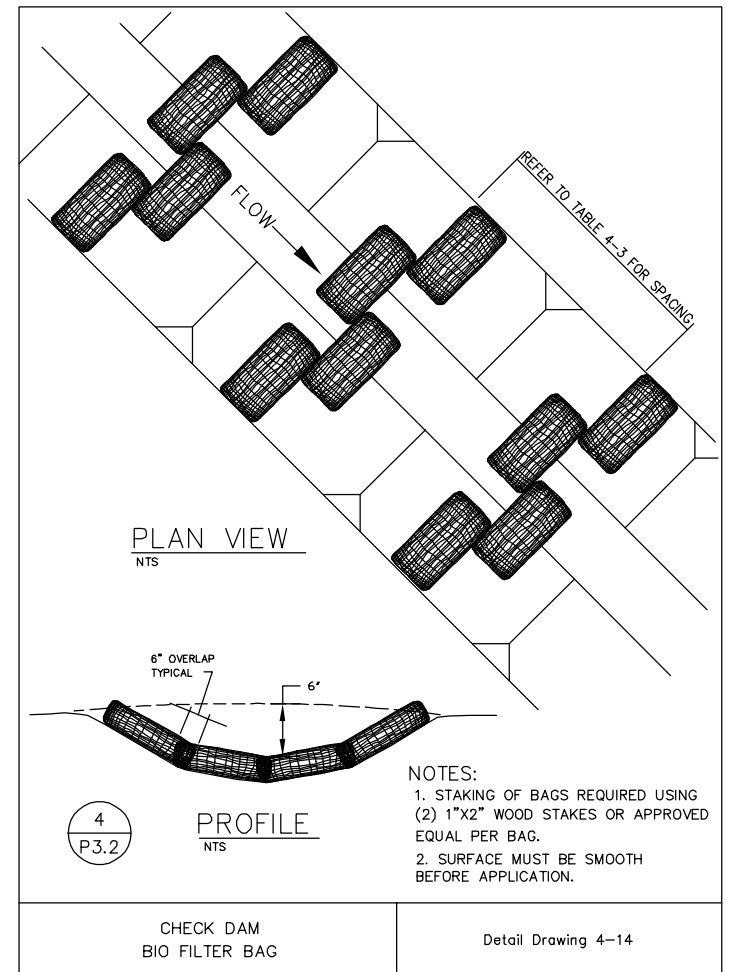 REFER TO TABLE 4-3 FOR SPACING
FLOW
PLAN VIEW
NTS
6" OVERLAP
TYPICAL
6"
4
P3.2
PROFILE
NTS
NOTES:
1. STAKING OF BAGS REQUIRED USING
(2) 1"X2" WOOD STAKES OR APPROVED
EQUAL PER BAG.
2. SURFACE MUST BE SMOOTH
BEFORE APPLICATION.
CHECK DAM
BIO FILTER BAG
Detail Drawing 4-14